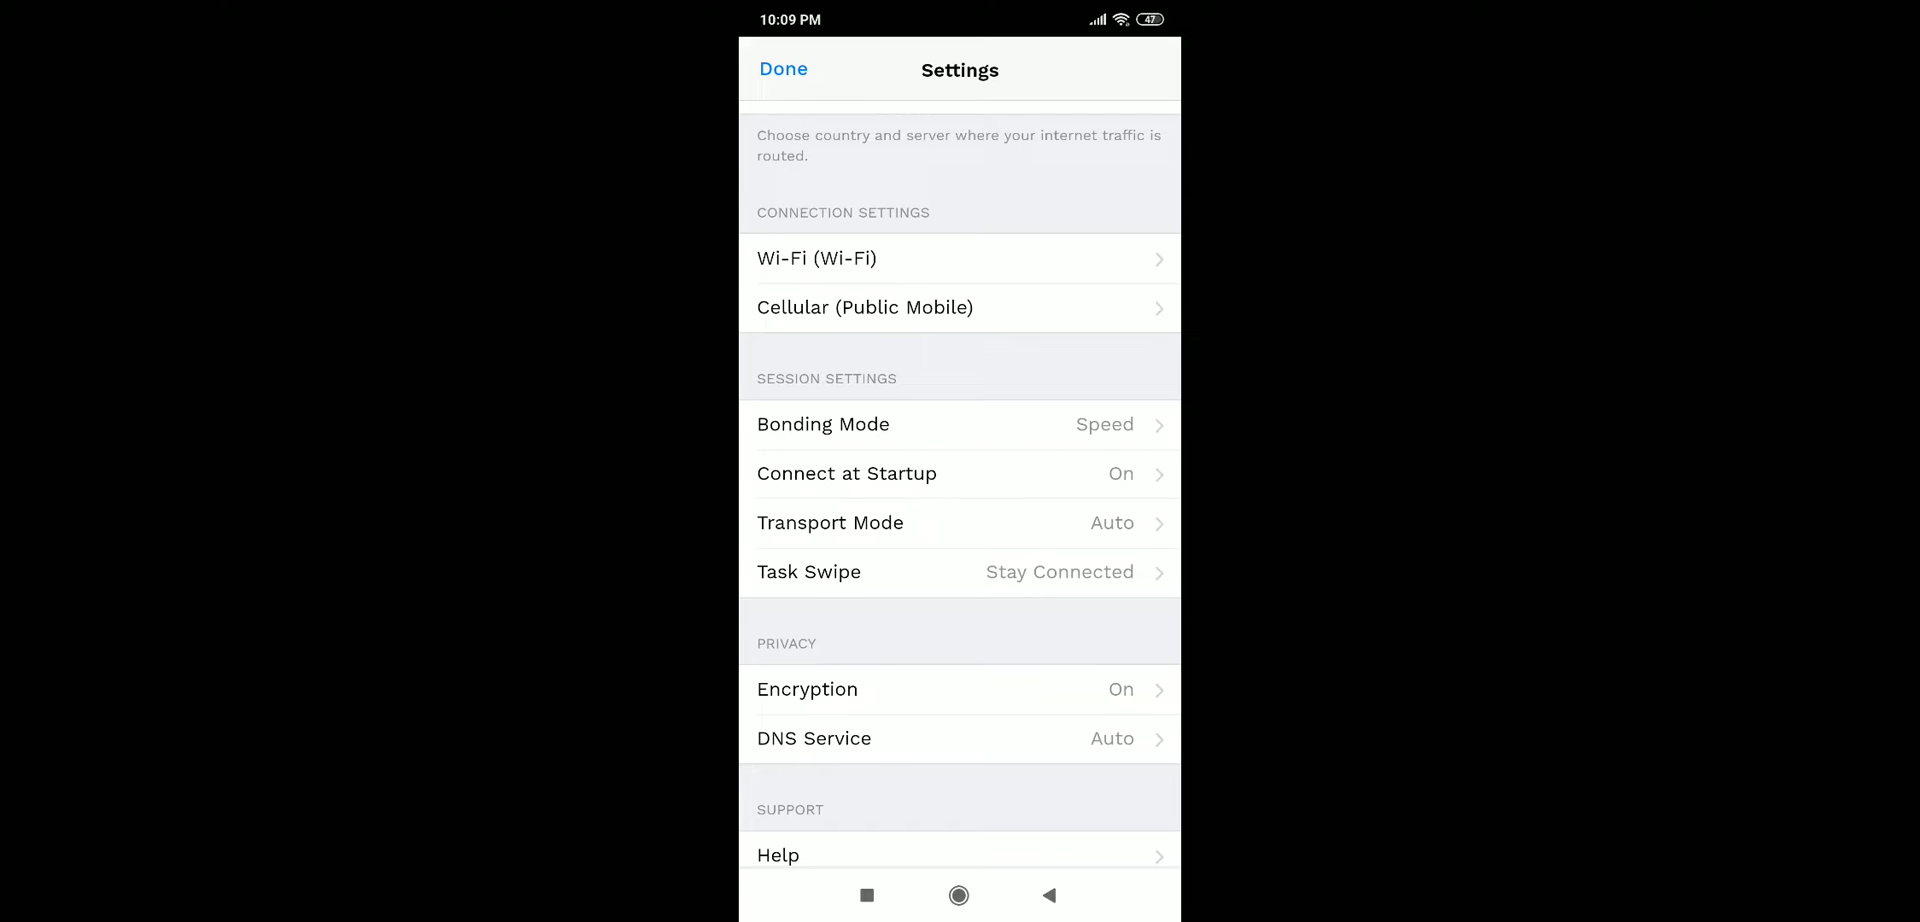 10:09 PM
47
Done
Settings
Choose country and server where your internet traffic is
routed.
CONNECTION SETTINGS
Wi-Fi (Wi-Fi)
Cellular (Public Mobile)
SESSION SETTINGS
Bonding Mode Speed
Connect at Startup On
Transport Mode Auto
Task Swipe Stay Connected
PRIVACY
Encryption On
DNS Service Auto
SUPPORT
Help